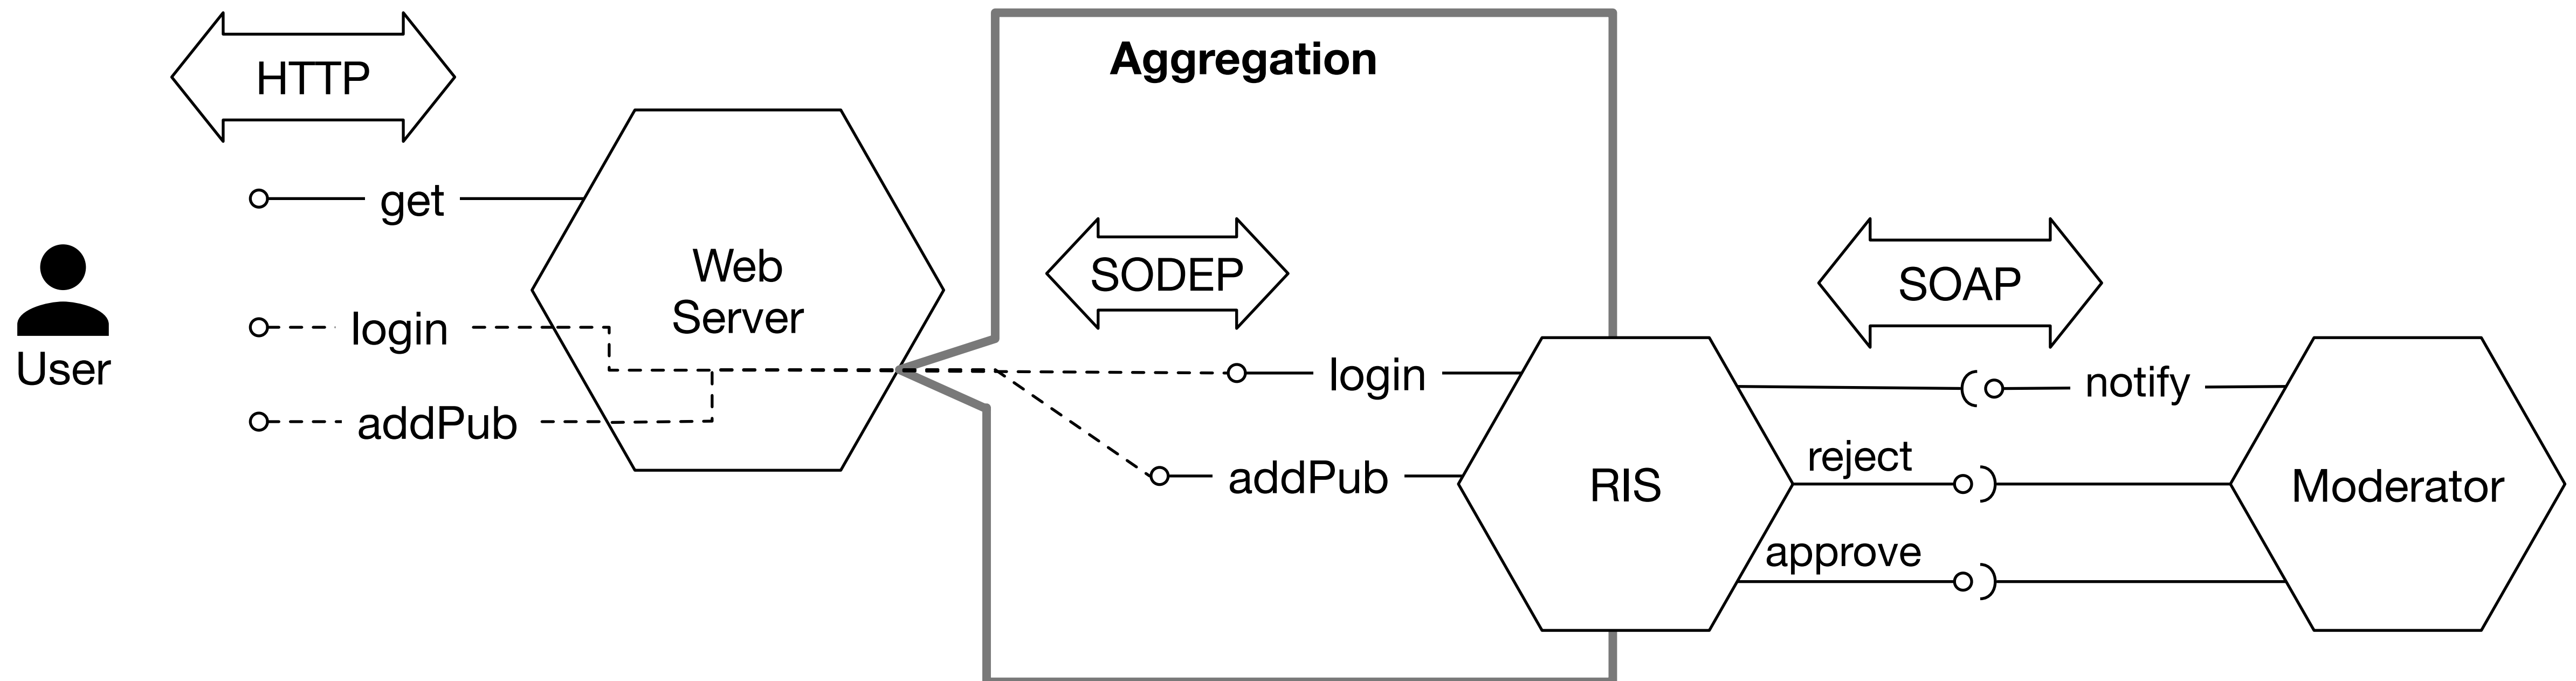 HTTP
Aggregation
get
Web
Server
SODEP
SOAP
User
login
login
notify
addPub
addPub
reject
RIS
Moderator
approve